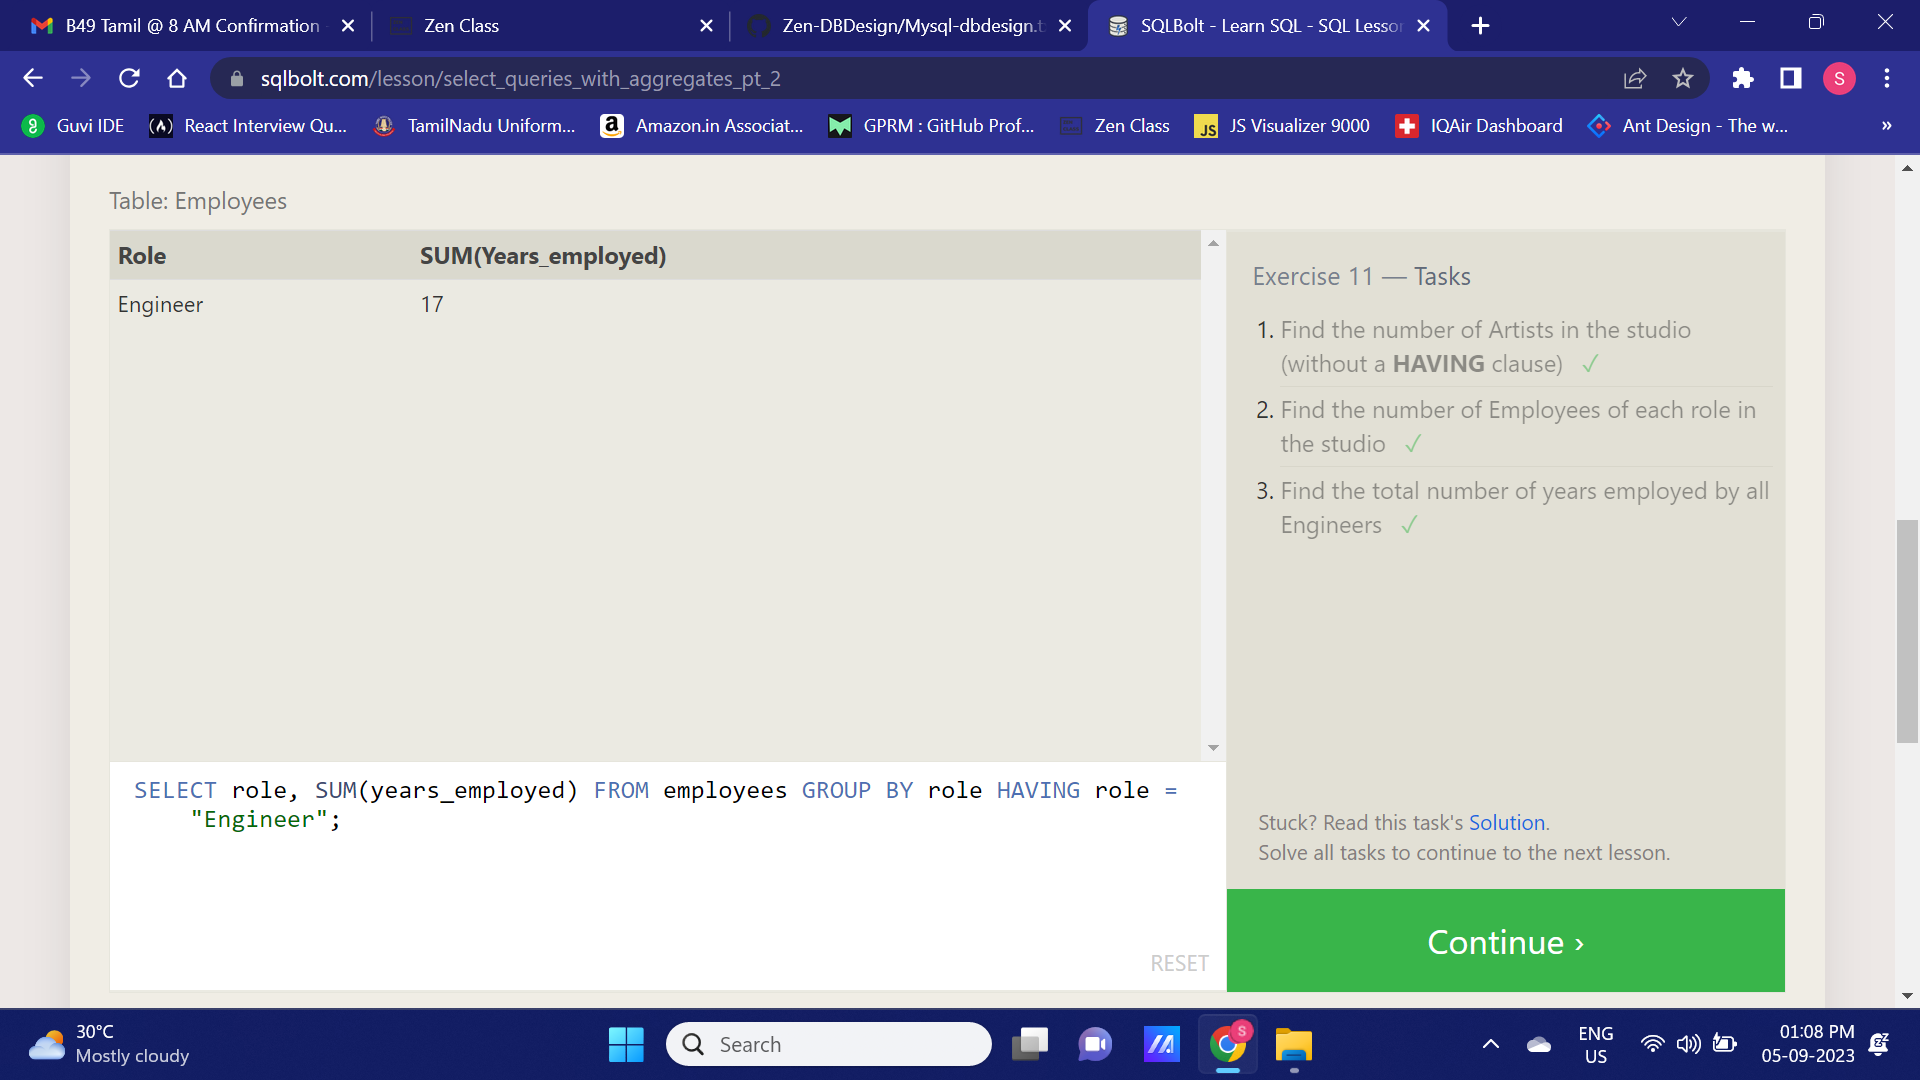 B49 Tamil @ 8 AM Confirmation
Zen Class
Zen-DBDesign/Mysql-dbdesign.t
SQLBolt - Learn SQL - SQL Lesson
sqlbolt.com/lesson/select_queries_with_aggregates_pt_2
S
Guvi IDE
React Interview Qu...
TamilNadu Uniform...
Amazon.in Associat...
GPRM : GitHub Prof...
Zen Class
JS
JS Visualizer 9000
IQAir Dashboard
Ant Design - The w...
»
Table: Employees
Role SUM(Years_employed)
Engineer 17
SELECT role, SUM(years_employed) FROM employees GROUP BY role HAVING role =
"Engineer";
RESET
Exercise 11 — Tasks
1. Find the number of Artists in the studio
(without a HAVING clause) ✓
2. Find the number of Employees of each role in
the studio ✓
3. Find the total number of years employed by all
Engineers ✓
Stuck? Read this task's Solution.
Solve all tasks to continue to the next lesson.
Continue ›
30°C
Mostly cloudy
Search
S
ENG
US
01:08 PM
05-09-2023